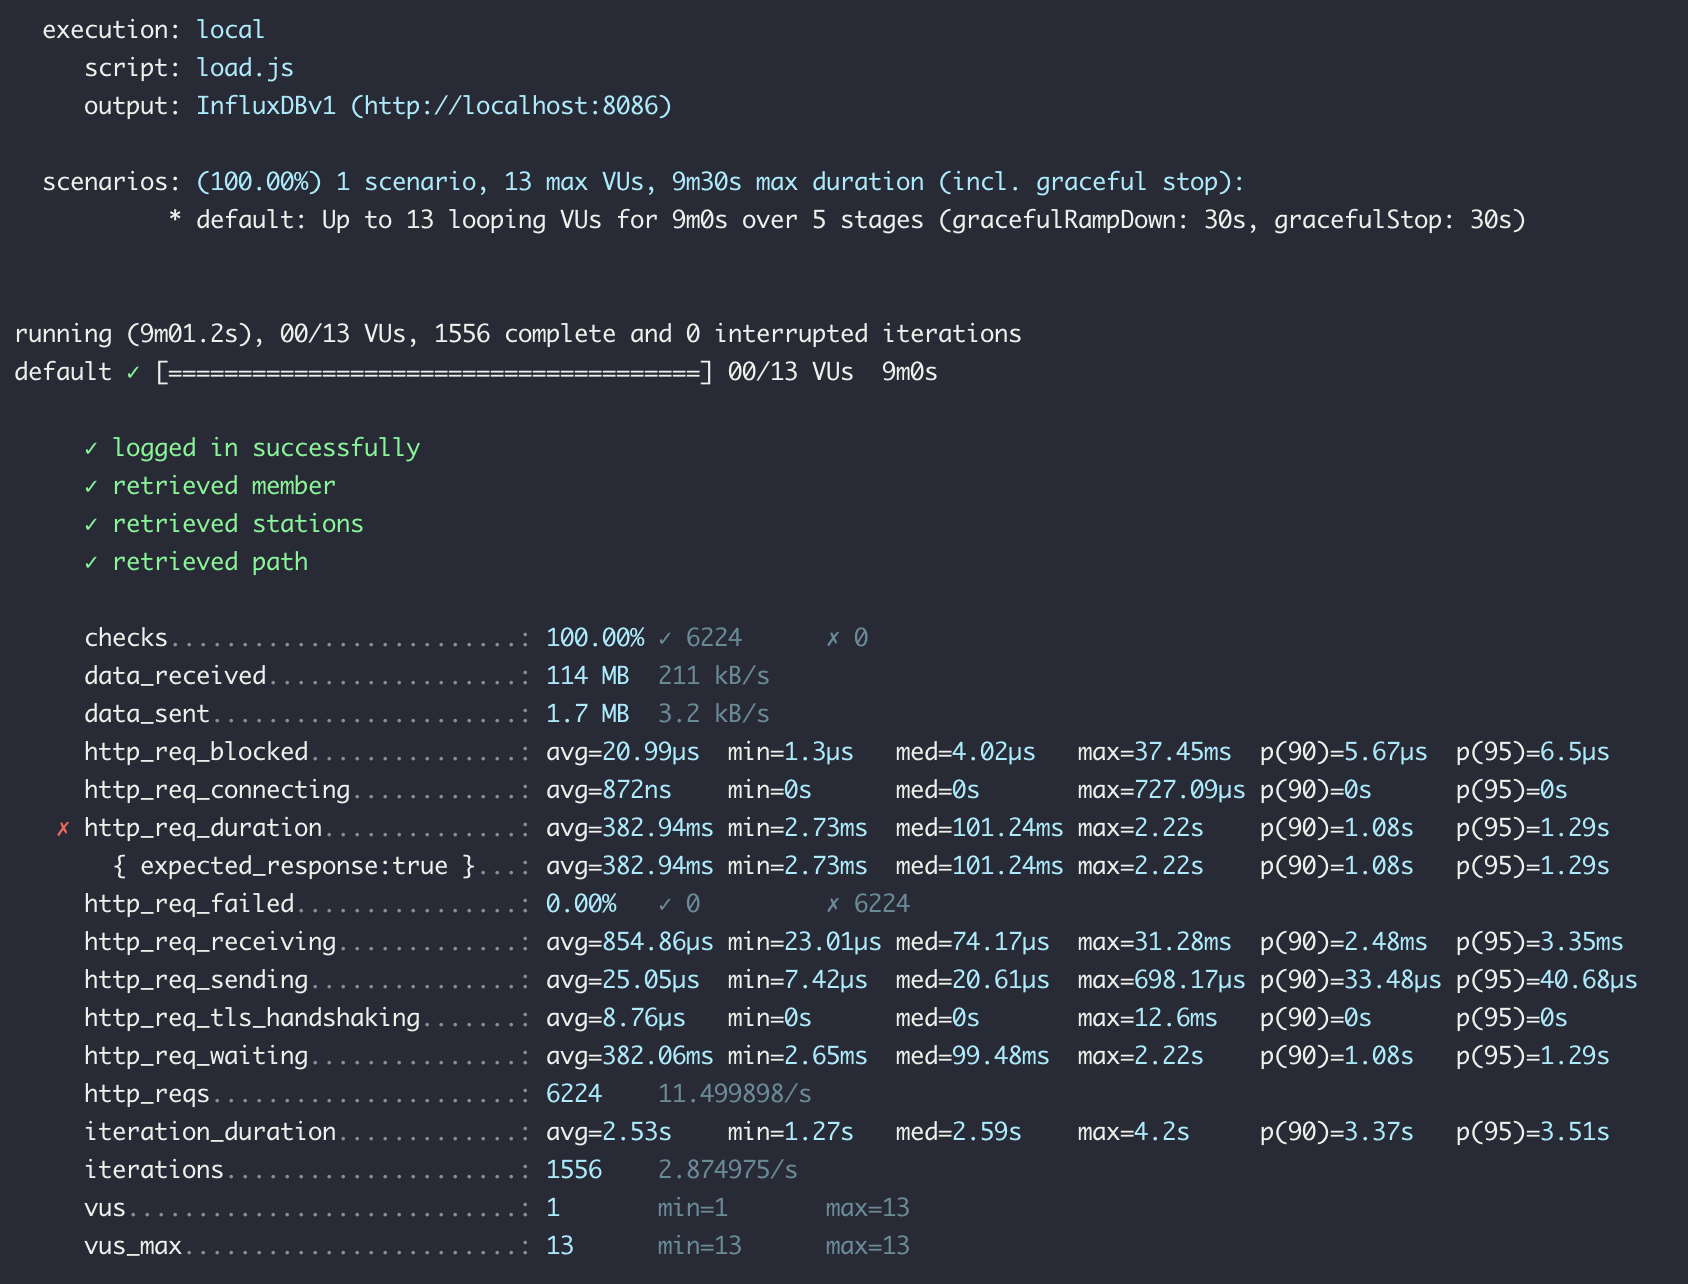 execution: local
script: load.js
output: InfluxDBv1 (http://localhost:8086)
scenarios: (100.00%) 1 scenario, 13 max VUs, 9m30s max duration (incl. graceful stop):
* default: Up to 13 looping VUs for 9m0s over 5 stages (gracefulRampDown: 30s, gracefulStop: 30s)
running (9m01.2s), 00/13 VUs, 1556 complete and 0 interrupted iterations
default ✓ [======================================] 00/13 VUs  9m0s
✓ logged in successfully
✓ retrieved member
✓ retrieved stations
✓ retrieved path
checks.........................: 100.00% ✓ 6224      ✗ 0
data_received..................: 114 MB  211 kB/s
data_sent......................: 1.7 MB  3.2 kB/s
http_req_blocked...............: avg=20.99µs  min=1.3µs   med=4.02µs   max=37.45ms  p(90)=5.67µs  p(95)=6.5µs
http_req_connecting............: avg=872ns    min=0s      med=0s       max=727.09µs p(90)=0s      p(95)=0s
✗ http_req_duration..............: avg=382.94ms min=2.73ms  med=101.24ms max=2.22s    p(90)=1.08s   p(95)=1.29s
{ expected_response:true }...: avg=382.94ms min=2.73ms  med=101.24ms max=2.22s    p(90)=1.08s   p(95)=1.29s
http_req_failed................: 0.00%   ✓ 0         ✗ 6224
http_req_receiving.............: avg=854.86µs min=23.01µs med=74.17µs  max=31.28ms  p(90)=2.48ms  p(95)=3.35ms
http_req_sending...............: avg=25.05µs  min=7.42µs  med=20.61µs  max=698.17µs p(90)=33.48µs p(95)=40.68µs
http_req_tls_handshaking.......: avg=8.76µs   min=0s      med=0s       max=12.6ms   p(90)=0s      p(95)=0s
http_req_waiting...............: avg=382.06ms min=2.65ms  med=99.48ms  max=2.22s    p(90)=1.08s   p(95)=1.29s
http_reqs......................: 6224    11.499898/s
iteration_duration.............: avg=2.53s    min=1.27s   med=2.59s    max=4.2s     p(90)=3.37s   p(95)=3.51s
iterations.....................: 1556    2.874975/s
vus............................: 1       min=1       max=13
vus_max........................: 13      min=13      max=13